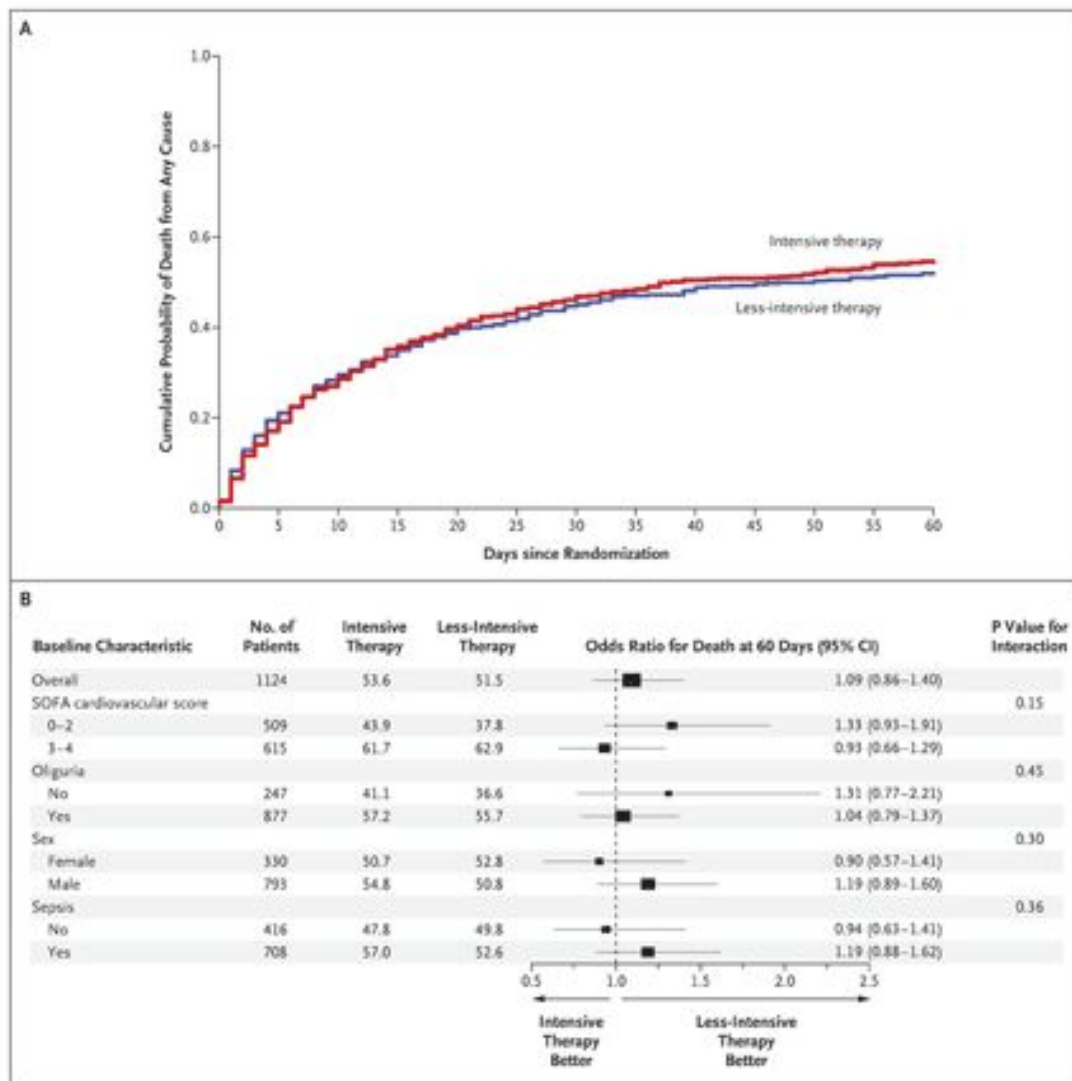 A
1.0
0.8
0.6
0.4
0.2
0.0
Cumulative Probability of Death from Any Cause
Intensive therapy
Less-intensive therapy
0 5 10 15 20 25 30 35 40 45 50 55 60
Days since Randomization
B
Baseline Characteristic No. of Patients Intensive Therapy Less-Intensive Therapy Odds Ratio for Death at 60 Days (95% CI) P Value for Interaction
Overall 1124 53.6 51.5 1.09 (0.86–1.40)
SOFA cardiovascular score 0.15
0–2 509 43.9 37.8 1.33 (0.93–1.91)
3–4 615 61.7 62.9 0.93 (0.66–1.29)
Oliguria 0.45
No 247 41.1 36.6 1.31 (0.77–2.21)
Yes 877 57.2 55.7 1.04 (0.79–1.37)
Sex 0.30
Female 330 50.7 52.8 0.90 (0.57–1.41)
Male 793 54.8 50.8 1.19 (0.89–1.60)
Sepsis 0.36
No 416 47.8 49.8 0.94 (0.63–1.41)
Yes 708 57.0 52.6 1.19 (0.88–1.62)
0.5 1.0 1.5 2.0 2.5
Intensive Therapy Better
Less-Intensive Therapy Better